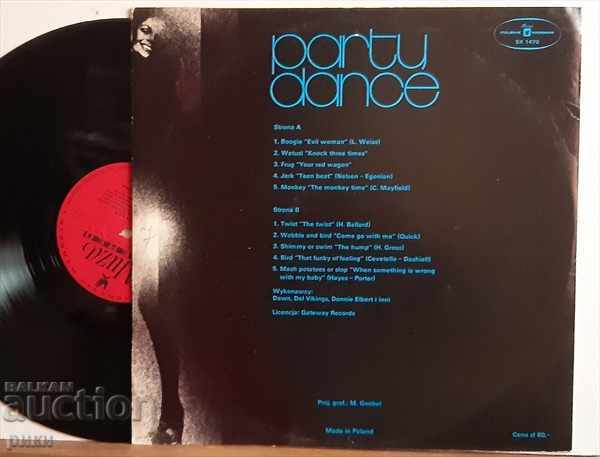 party
dance
POLSKIE NAGRANIA
SX 1472
Strona A
1. Boogie "Evil woman" (L. Weiss)
2. Watusi "Knock three times"
3. Frug "Your red wagon"
4. Jerk "Teen beat" (Nelson – Egonian)
5. Monkey "The monkey time" (C. Mayfield)
Strona B
1. Twist "The twist" (H. Ballard)
2. Wobble and bird "Come go with me" (Quick)
3. Shimmy or swim "The hump" (H. Gross)
4. Bird "That funky of feeling" (Cavetello – Dashiell)
5. Mash potatoes or slop "When something is wrong
with my baby" (Hayes – Porter)
Wykonawcy:
Dawn, Del Vikings, Donnie Elbert i inni
Licencja: Gateway Records
Proj. graf.: M. Goebel
Made in Poland
Cena zł 80,-
Muza
BALKAN
auction
рики